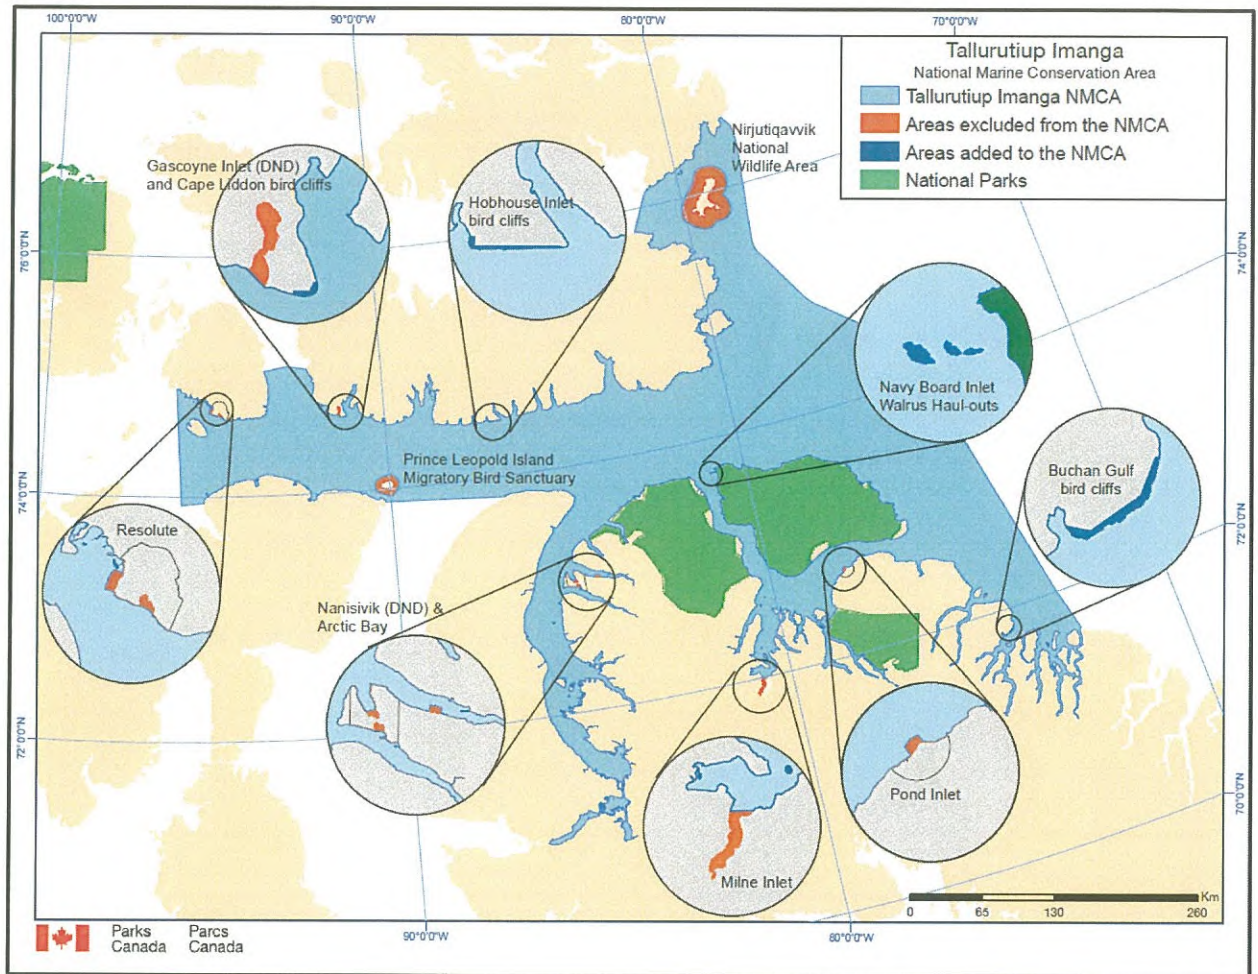 100°0'0"W
90°0'0"W
80°0'0"W
70°0'0"W
Tallurutiup Imanga
National Marine Conservation Area
Tallurutiup Imanga NMCA
Areas excluded from the NMCA
Areas added to the NMCA
National Parks
Nirjutiqavvik
National
Wildlife Area
Gascoyne Inlet (DND)
and Cape Liddon bird cliffs
Hobhouse Inlet
bird cliffs
76°0'0"N
74°0'0"N
Navy Board Inlet
Walrus Haul-outs
Prince Leopold Island
Migratory Bird Sanctuary
Buchan Gulf
bird cliffs
74°0'0"N
72°0'0"N
Resolute
Nanisivik (DND) &
Arctic Bay
72°0'0"N
70°0'0"N
Pond Inlet
Milne Inlet
Km
0 65 130 260
90°0'0"W
80°0'0"W
Parks Parcs
Canada Canada